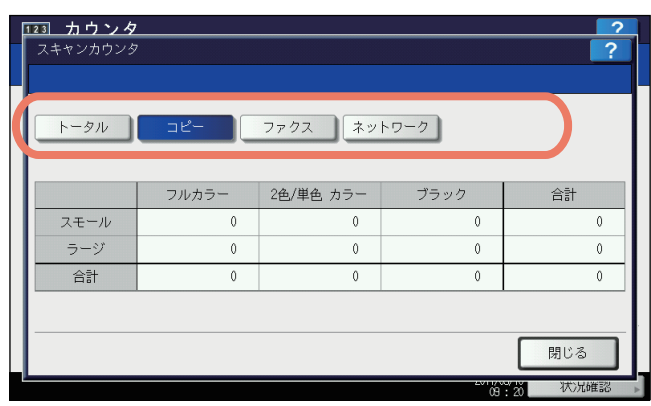 123 カウンタ ?
スキャンカウンタ ?
トータル コピー ファクス ネットワーク
フルカラー 2色/単色 カラー ブラック 合計
スモール 0 0 0 0
ラージ 0 0 0 0
合計 0 0 0 0
閉じる
09 : 20 状況確認